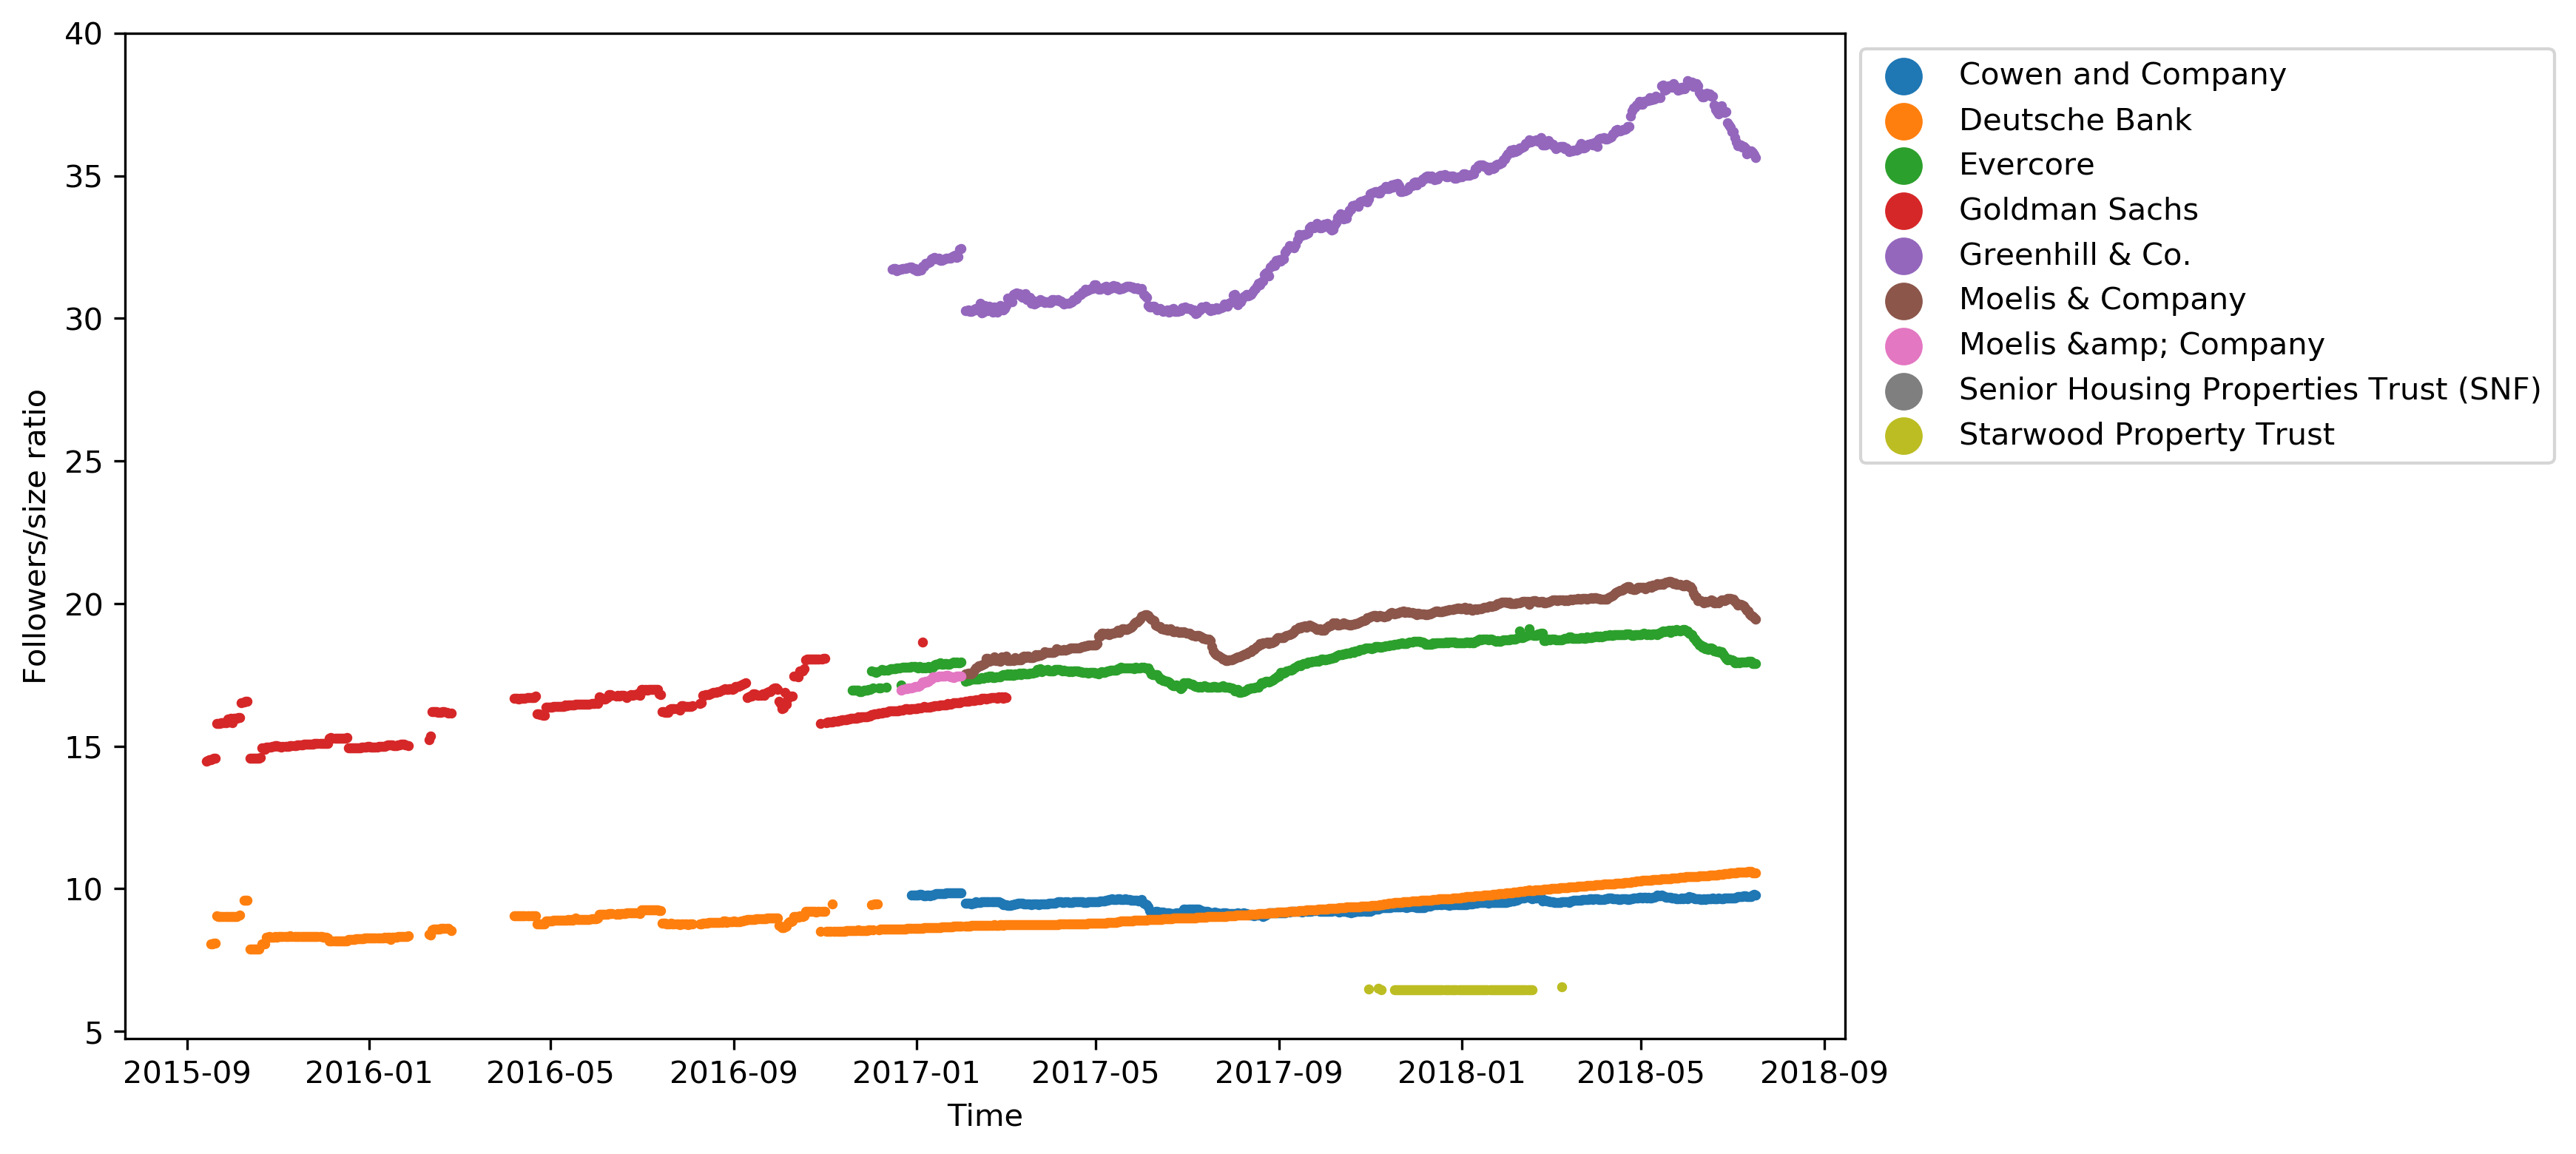 40
35
30
25
20
15
10
5
Followers/size ratio
2015-09 2016-01 2016-05 2016-09 2017-01 2017-05 2017-09 2018-01 2018-05 2018-09
Time
Cowen and Company
Deutsche Bank
Evercore
Goldman Sachs
Greenhill & Co.
Moelis & Company
Moelis &amp; Company
Senior Housing Properties Trust (SNF)
Starwood Property Trust